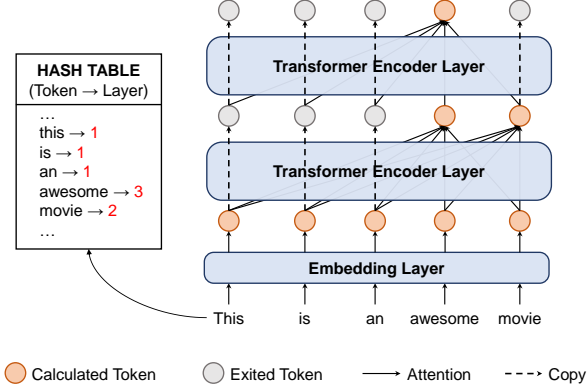 HASH TABLE
(Token → Layer)
…
this → 1
is → 1
an → 1
awesome → 3
movie → 2
…
Transformer Encoder Layer
Transformer Encoder Layer
Embedding Layer
This is an awesome movie
Calculated Token Exited Token Attention Copy